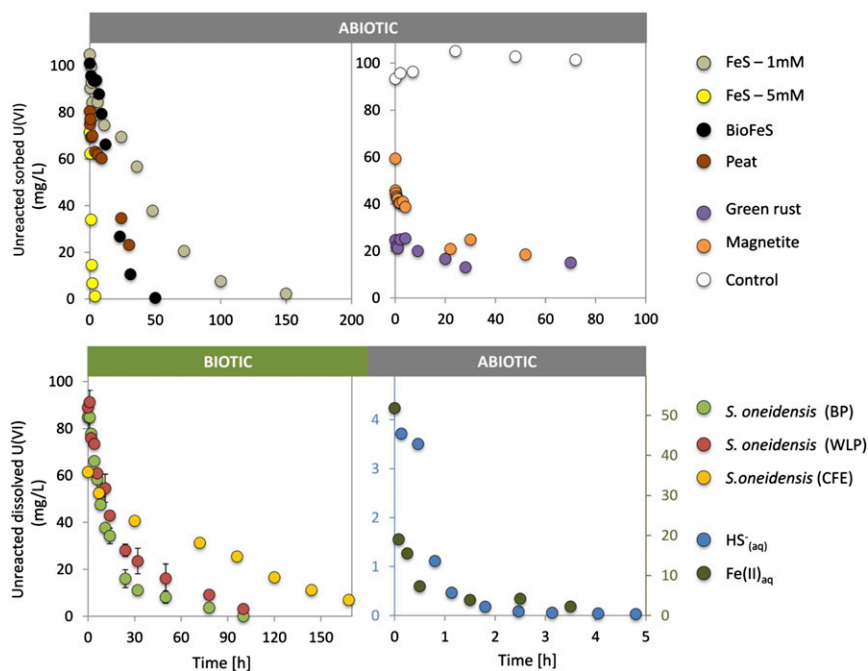 ABIOTIC
Unreacted sorbed U(VI)
(mg/L)
100
80
60
40
20
0
0 50 100 150 200
100
80
60
40
20
0
0 20 40 60 80 100
FeS – 1mM
FeS – 5mM
BioFeS
Peat
Green rust
Magnetite
Control
BIOTIC ABIOTIC
Unreacted dissolved U(VI)
(mg/L)
100
80
60
40
20
0
0 30 60 90 120 150
Time [h]
4
3
2
1
0
0 1 2 3 4 5
Time [h]
50
40
30
20
10
0
S. oneidensis (BP)
S. oneidensis (WLP)
S.oneidensis (CFE)
HS-(aq)
Fe(II)aq